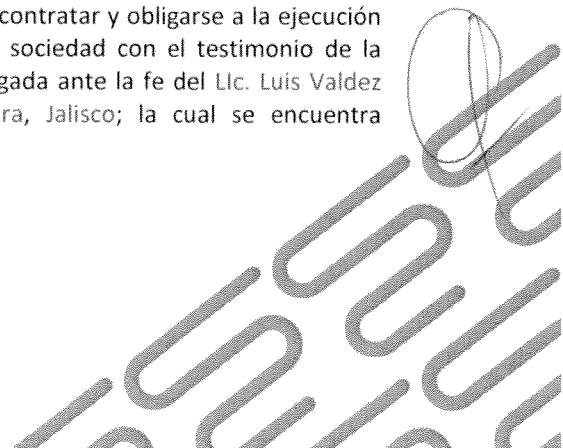 contratar y obligarse a la ejecución
sociedad con el testimonio de la
gada ante la fe del Lic. Luis Valdez
ra, Jalisco; la cual se encuentra